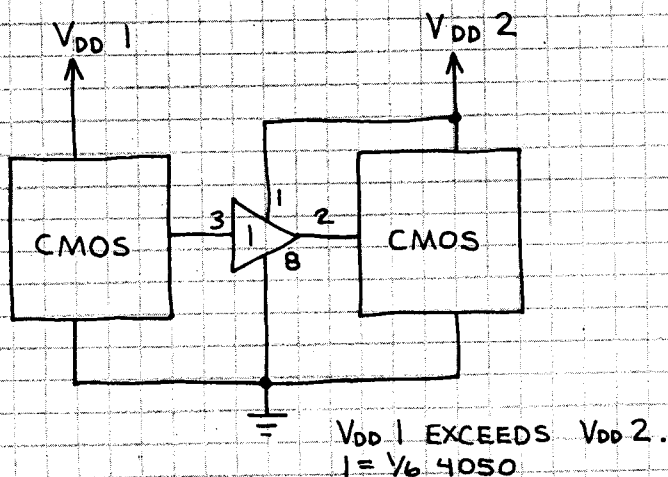 VDD 1
VDD 2
1
3
1
2
8
CMOS
CMOS
VDD 1 EXCEEDS VDD 2.
1 = 1/6 4050